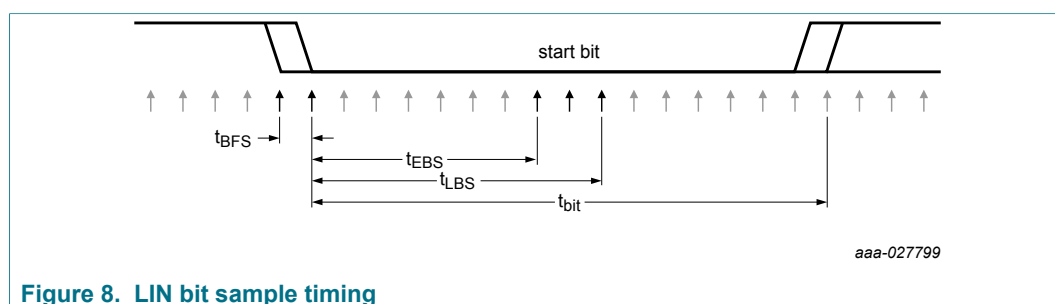 start bit
tBFS
tEBS
tLBS
tbit
aaa-027799
Figure 8. LIN bit sample timing